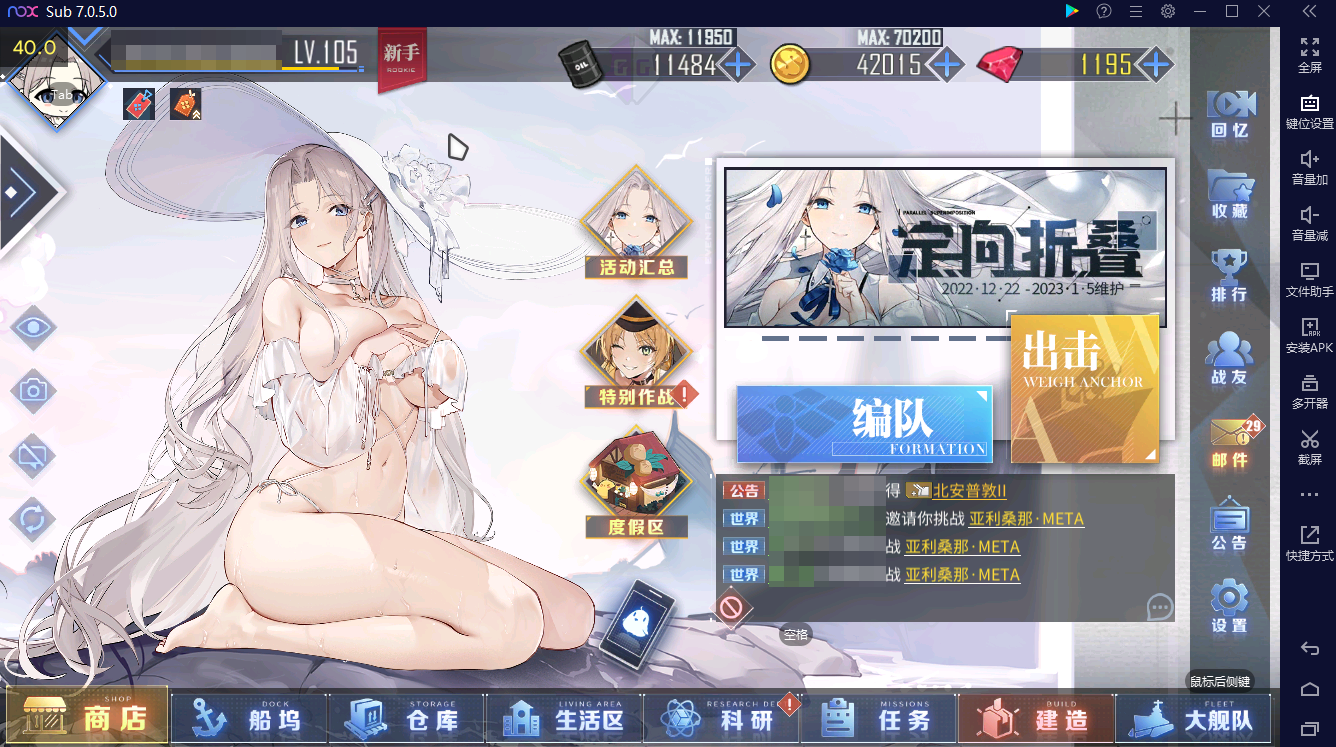 nox Sub 7.0.5.0
40.0
LV.105
新手
ROOKIE
OIL
MAX: 11950
11484
MAX: 70200
42015
1195
Tab
全屏
键位设置
音量加
音量减
文件助手
安装APK
多开器
截屏
快捷方式
回忆
收藏
排行
战友
29
邮件
公告
设置
活动汇总
特别作战
!
度假区
PARALLEL SUPERIMPOSITION
定向折叠
2022·12·22 -2023·1·5维护
出击
WEIGH ANCHOR
编队
FORMATION
公告 得 北安普敦II
世界 邀请你挑战 亚利桑那·META
世界 战 亚利桑那·META
世界 战 亚利桑那·META
空格
鼠标后侧键
SHOP
商店
DOCK
船坞
STORAGE
仓库
LIVING AREA
生活区
RESEARCH DE
科研
!
MISSIONS
任务
BUILD
建造
FLEET
大舰队